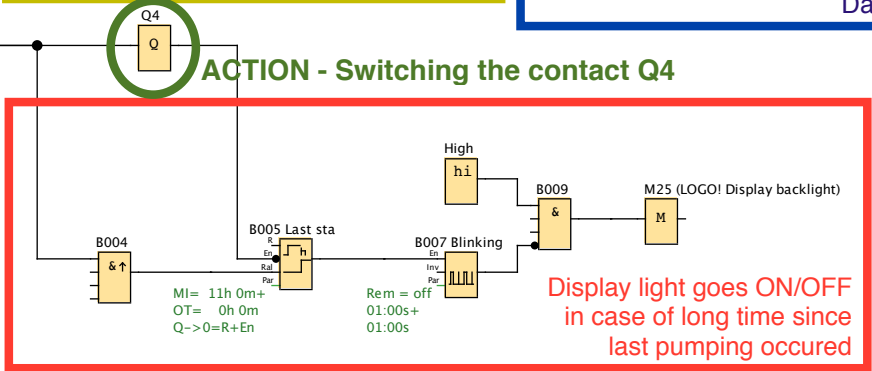 Da
Q4
Q
ACTION - Switching the contact Q4
High
hi
B009
&
M25 (LOGO! Display backlight)
M
B004
&↑
B005 Last sta
R
En
Ral
Par
B007 Blinking
En
Inv
Par
MI=  11h 0m+
OT=   0h 0m
Q->0=R+En
Rem = off
01:00s+
01:00s
Display light goes ON/OFF
in case of long time since
last pumping occured